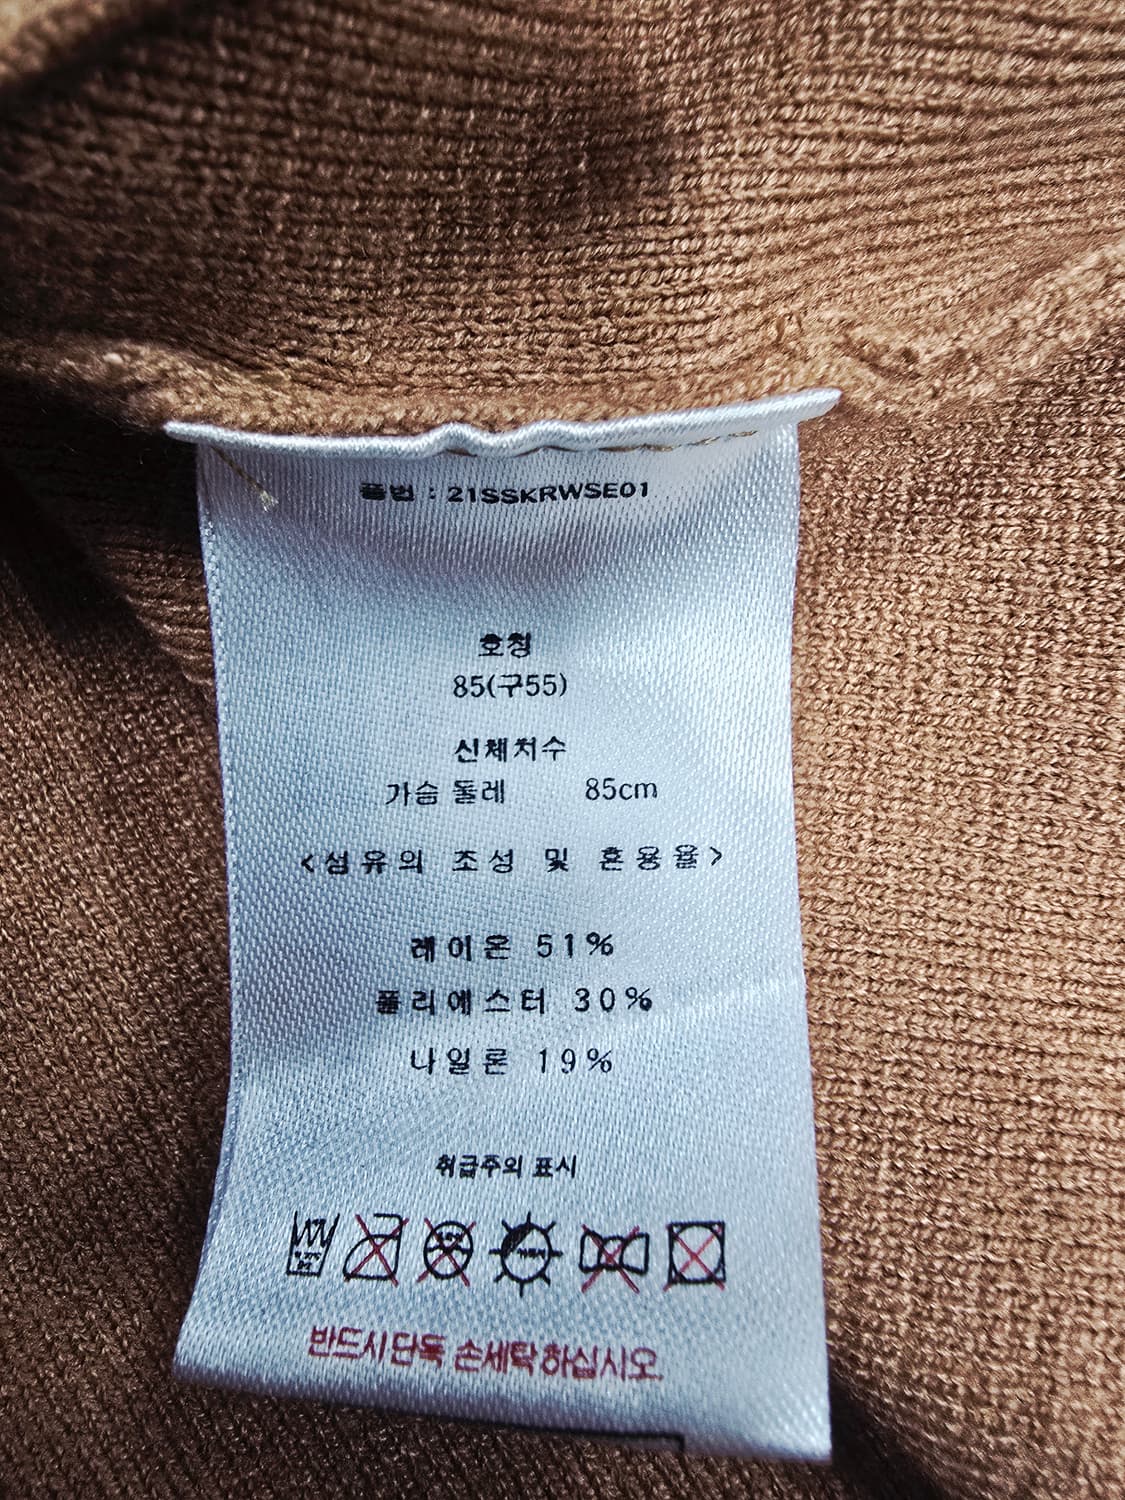 품번 : 21SSKRWSE01
호칭
85(구55)
신체치수
가슴 둘레 85cm
<섬유의 조성 및 혼용율>
레이온 51%
폴리에스터 30%
나일론 19%
취급주의 표시
반드시 단독 손세탁하십시오.